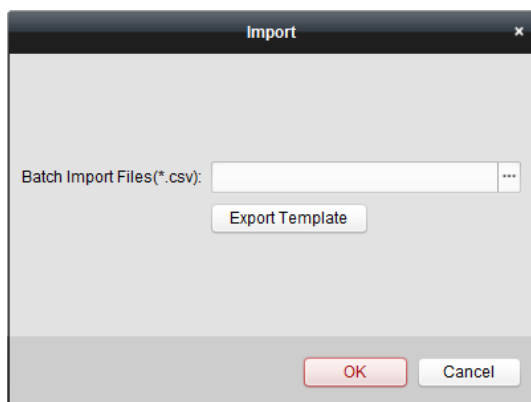 Import
Batch Import Files(*.csv):
Export Template
OK
Cancel